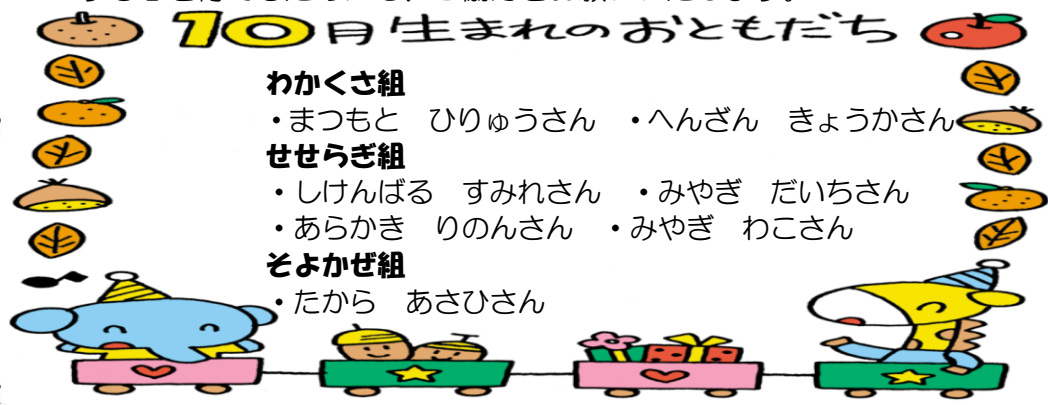 10月生まれのおともだち
わかくさ組
・まつもと　ひりゅうさん　・へんざん　きょうかさん
せせらぎ組
・しけんばる　すみれさん　・みやぎ　だいちさん
・あらかき　りのんさん　・みやぎ　わこさん
そよかぜ組
・たから　あさひさん